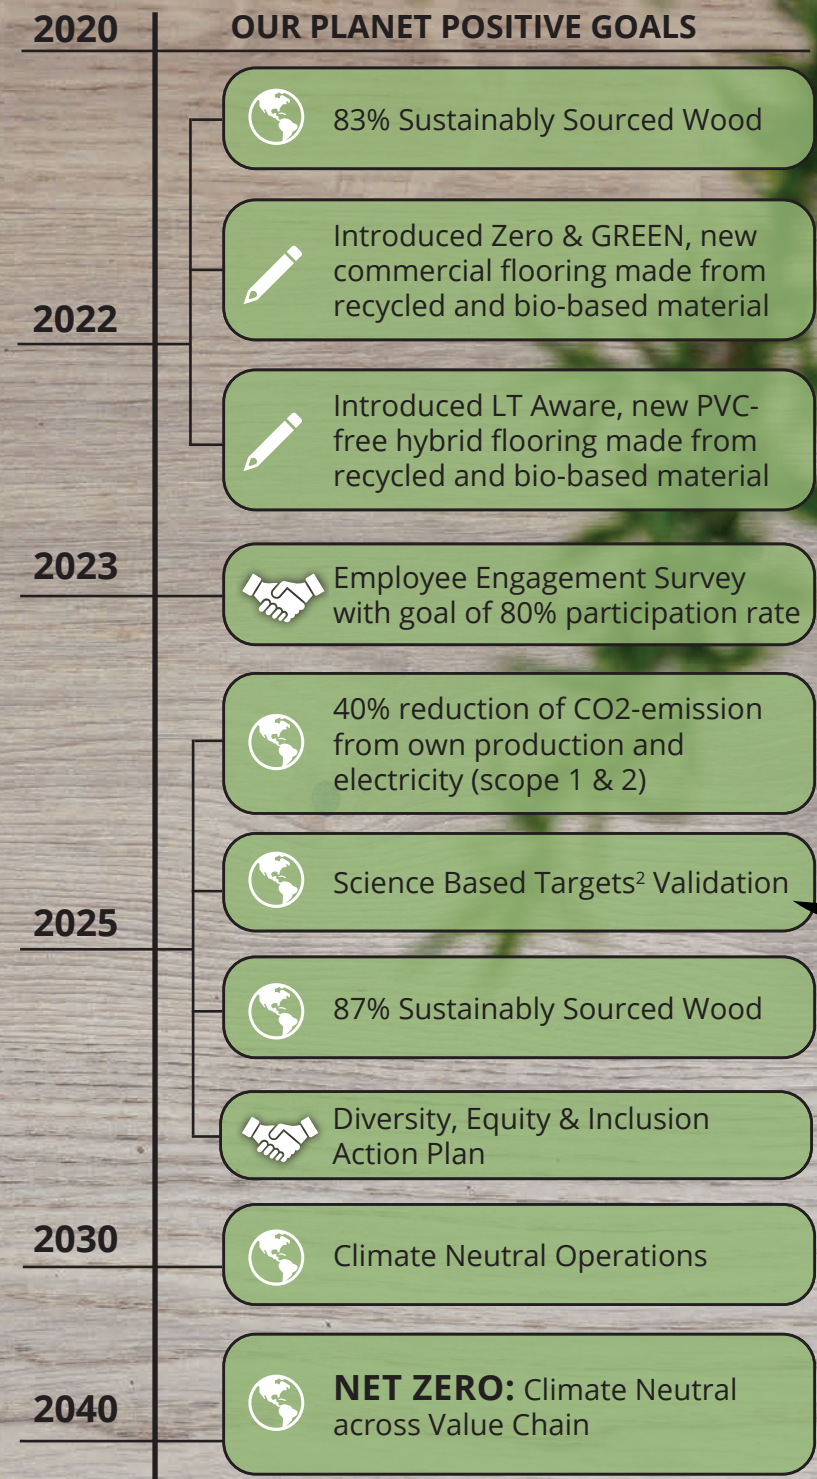 2020 OUR PLANET POSITIVE GOALS
83% Sustainably Sourced Wood
Introduced Zero & GREEN, new
commercial flooring made from
recycled and bio-based material
2022
Introduced LT Aware, new PVC-
free hybrid flooring made from
recycled and bio-based material
2023
Employee Engagement Survey
with goal of 80% participation rate
40% reduction of CO2-emission
from own production and
electricity (scope 1 & 2)
Science Based Targets² Validation
2025
87% Sustainably Sourced Wood
Diversity, Equity & Inclusion
Action Plan
2030
Climate Neutral Operations
2040
NET ZERO: Climate Neutral
across Value Chain